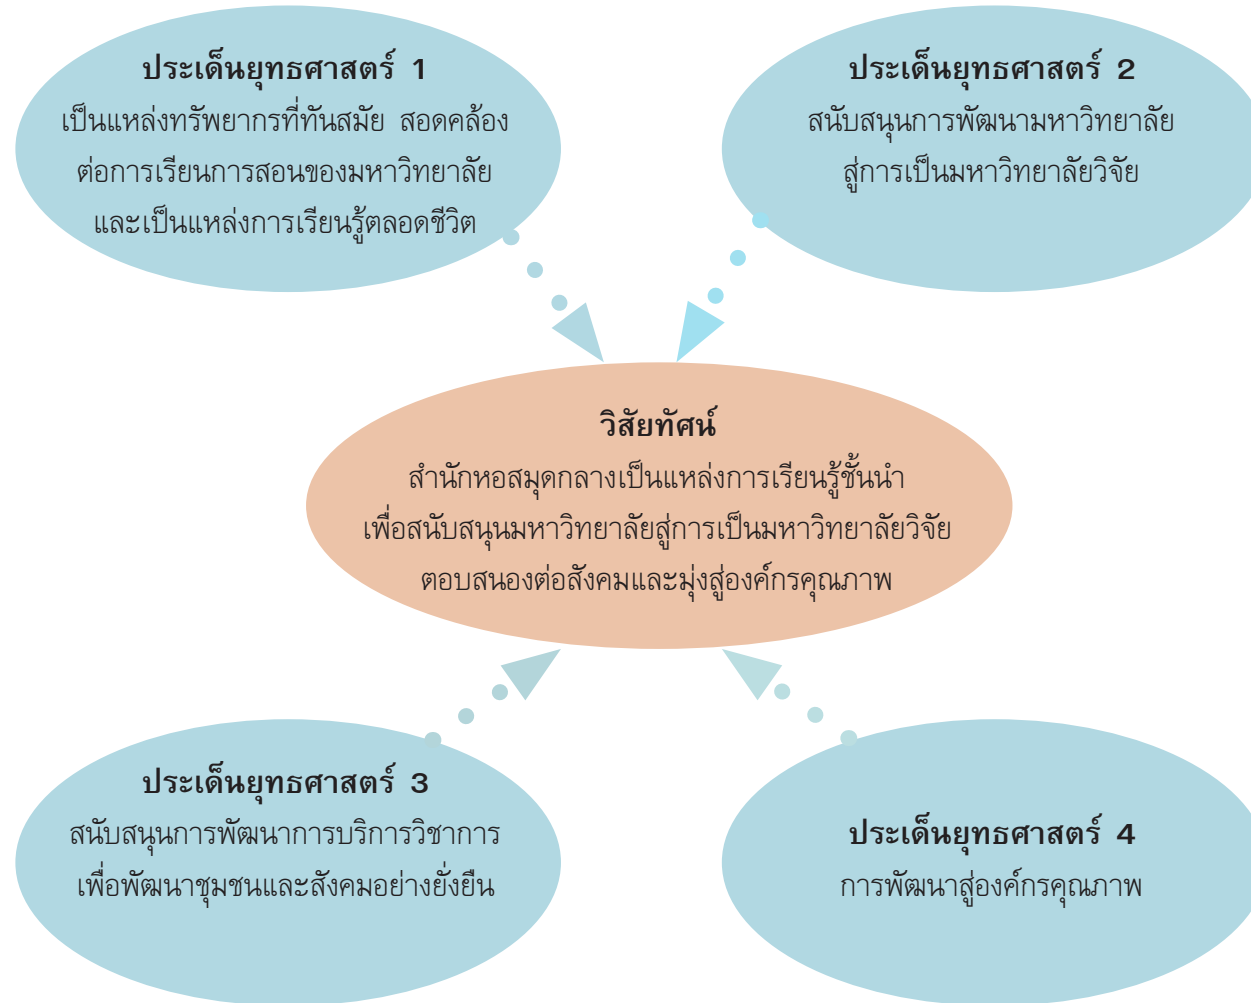 ประเด็นยุทธศาสตร์ 1
เป็นแหล่งทรัพยากรที่ทันสมัย สอดคล้อง
ต่อการเรียนการสอนของมหาวิทยาลัย
และเป็นแหล่งการเรียนรู้ตลอดชีวิต
ประเด็นยุทธศาสตร์ 2
สนับสนุนการพัฒนามหาวิทยาลัย
สู่การเป็นมหาวิทยาลัยวิจัย
วิสัยทัศน์
สำนักหอสมุดกลางเป็นแหล่งการเรียนรู้ชั้นนำ
เพื่อสนับสนุนมหาวิทยาลัยสู่การเป็นมหาวิทยาลัยวิจัย
ตอบสนองต่อสังคมและมุ่งสู่องค์กรคุณภาพ
ประเด็นยุทธศาสตร์ 3
สนับสนุนการพัฒนาการบริการวิชาการ
เพื่อพัฒนาชุมชนและสังคมอย่างยั่งยืน
ประเด็นยุทธศาสตร์ 4
การพัฒนาสู่องค์กรคุณภาพ